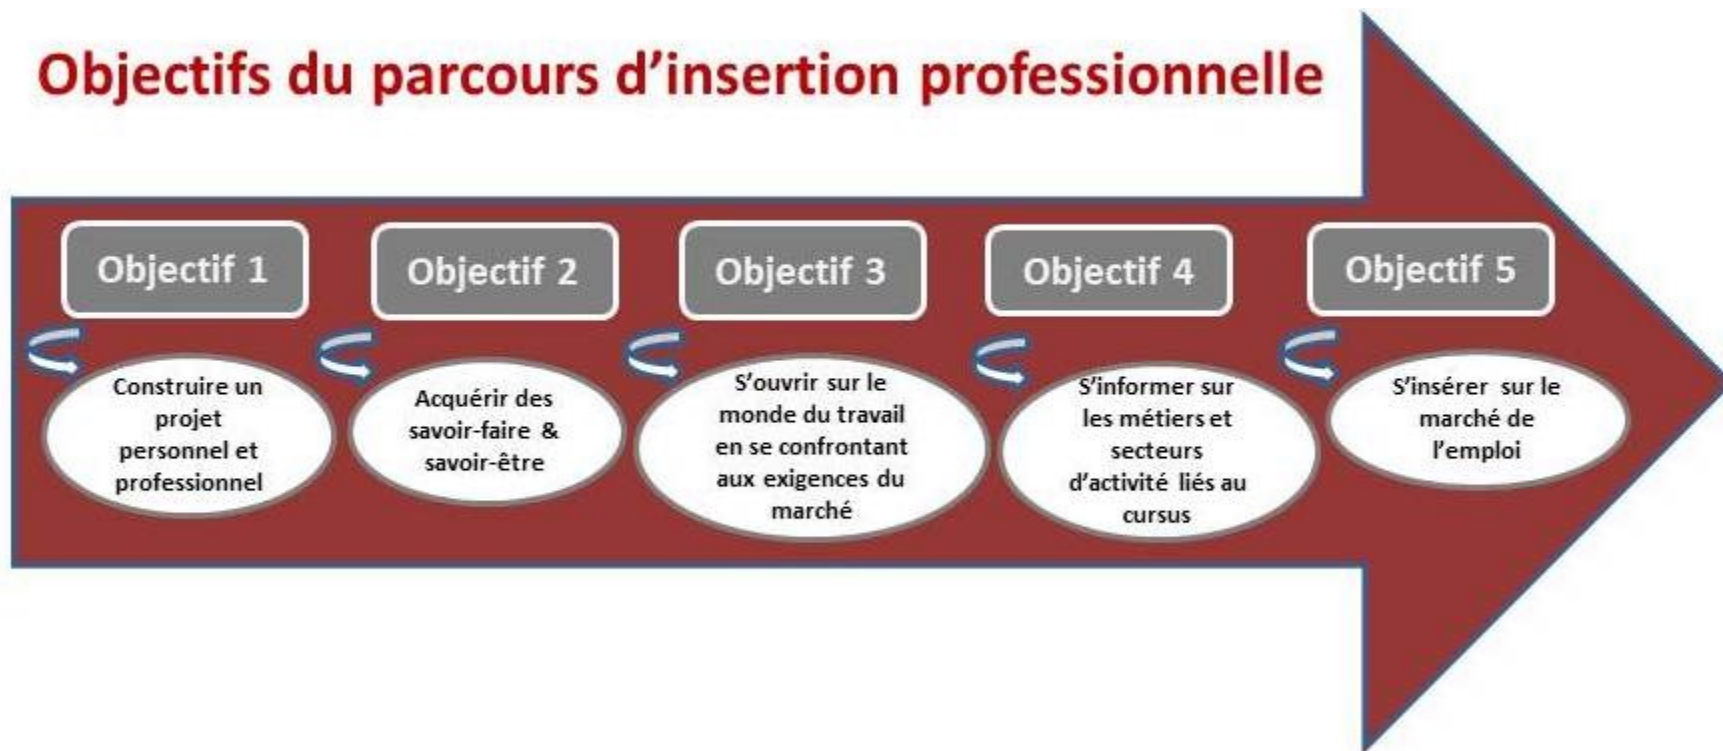 Objectifs du parcours d’insertion professionnelle
Objectif 1
Construire un
projet
personnel et
professionnel
Objectif 2
Acquérir des
savoir-faire &
savoir-être
Objectif 3
S’ouvrir sur le
monde du travail
en se confrontant
aux exigences du
marché
Objectif 4
S’informer sur
les métiers et
secteurs
d’activité liés au
cursus
Objectif 5
S’insérer sur le
marché de
l’emploi